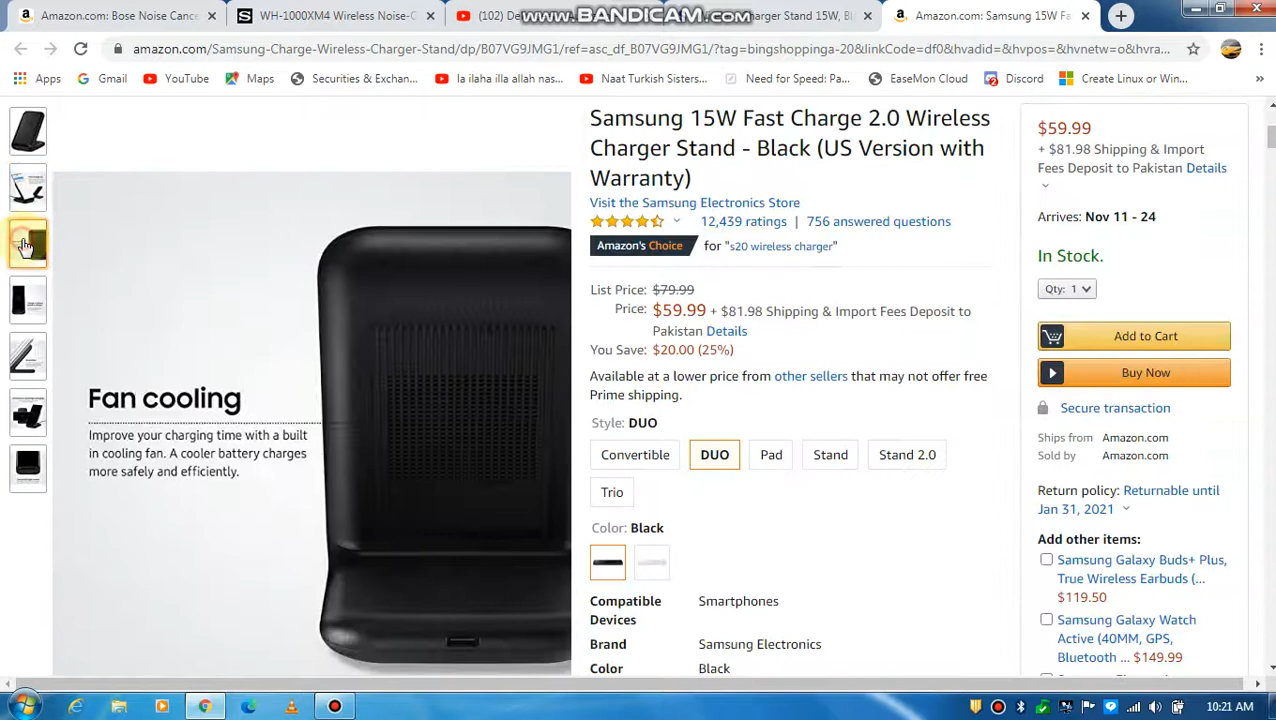 Amazon.com: Bose Noise Cance
WH-1000XM4 Wireless Noise-C
(102) De
WWW.BANDICAM.COM
harger Stand 15W, Bl
Amazon.com: Samsung 15W Fa
amazon.com/Samsung-Charge-Wireless-Charger-Stand/dp/B07VG9JMG1/ref=asc_df_B07VG9JMG1/?tag=bingshoppinga-20&linkCode=df0&hvadid=&hvpos=&hvnetw=o&hvra...
Apps
Gmail
YouTube
Maps
Securities & Exchan...
la ilaha illa allah nas...
Naat Turkish Sisters...
Need for Speed: Pa...
EaseMon Cloud
Discord
Create Linux or Win...
Samsung 15W Fast Charge 2.0 Wireless
Charger Stand - Black (US Version with
Warranty)
Visit the Samsung Electronics Store
12,439 ratings | 756 answered questions
Amazon's Choice for "s20 wireless charger"
List Price: $79.99
Price: $59.99 + $81.98 Shipping & Import Fees Deposit to
Pakistan Details
You Save: $20.00 (25%)
Available at a lower price from other sellers that may not offer free
Prime shipping.
Style: DUO
Convertible
DUO
Pad
Stand
Stand 2.0
Trio
Color: Black
Compatible Smartphones
Devices
Brand Samsung Electronics
Color Black
Fan cooling
Improve your charging time with a built
in cooling fan. A cooler battery charges
more safely and efficiently.
$59.99
+ $81.98 Shipping & Import
Fees Deposit to Pakistan Details
Arrives: Nov 11 - 24
In Stock.
Qty: 1
Add to Cart
Buy Now
Secure transaction
Ships from Amazon.com
Sold by Amazon.com
Return policy: Returnable until
Jan 31, 2021
Add other items:
Samsung Galaxy Buds+ Plus,
True Wireless Earbuds (...
$119.50
Samsung Galaxy Watch
Active (40MM, GPS,
Bluetooth ... $149.99
10:21 AM